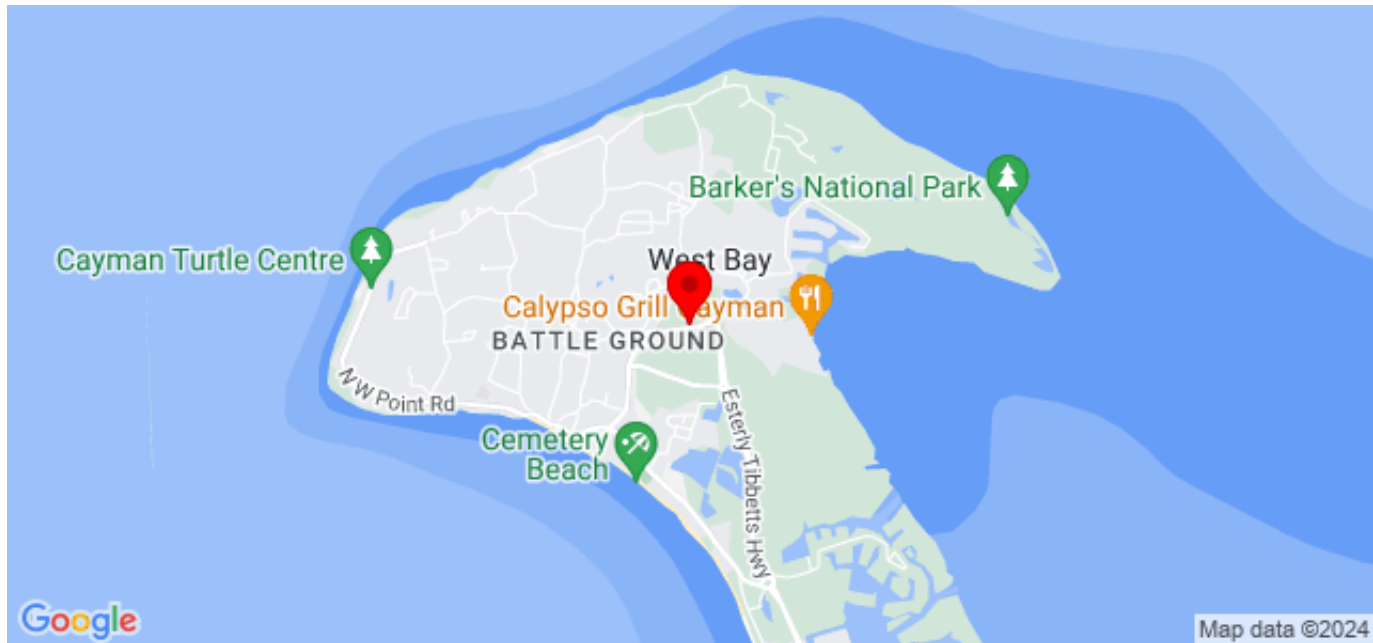 Barker's National Park
Cayman Turtle Centre
West Bay
Calypso Grill Cayman
BATTLE GROUND
NW Point Rd
Esterly Tibbetts Hwy
Cemetery
Beach
Google
Map data ©2024